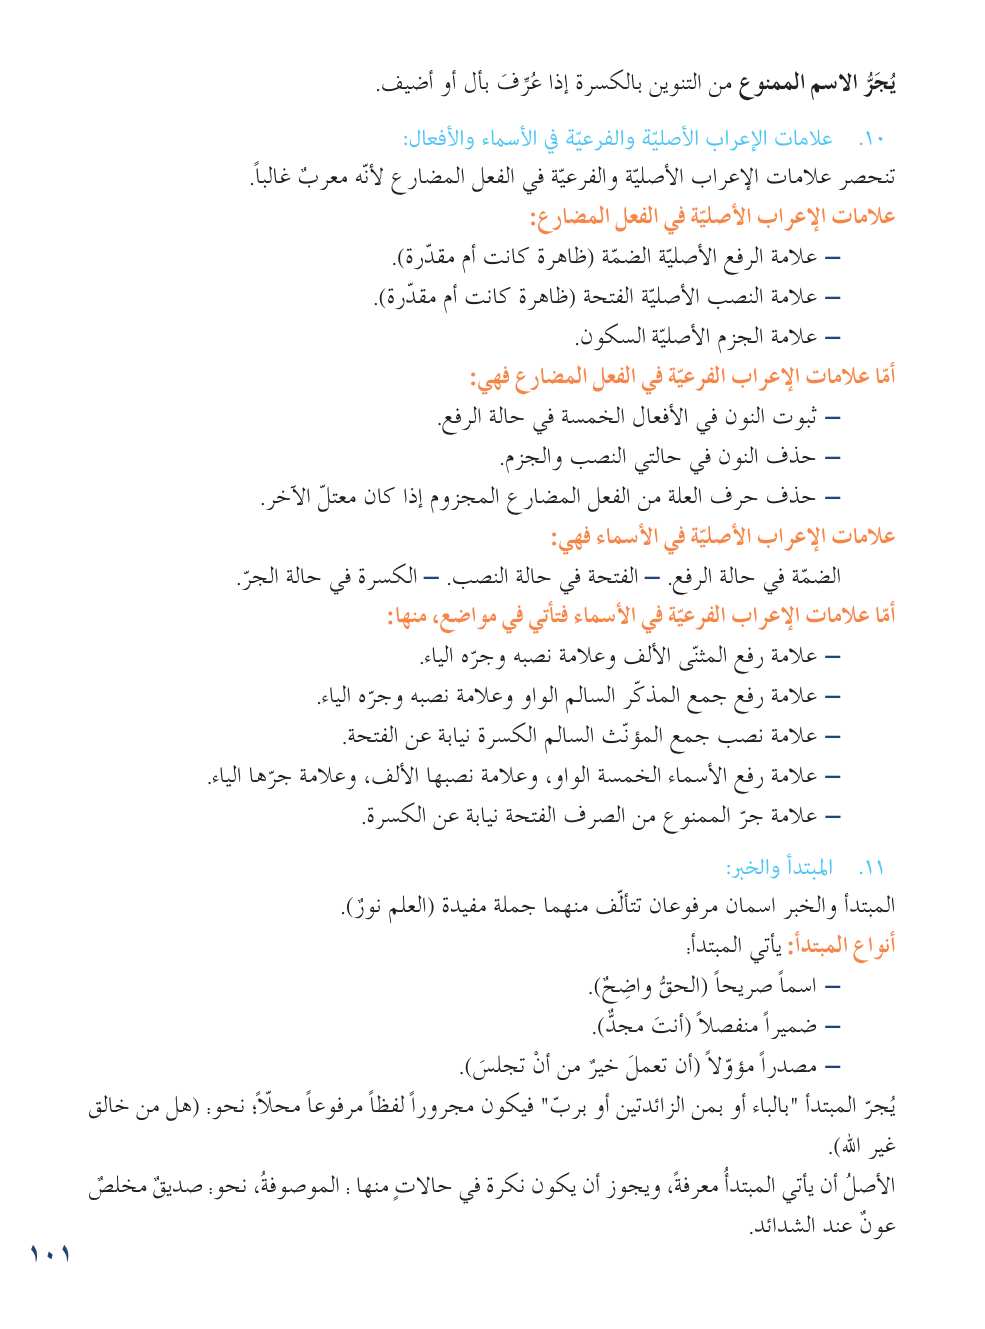 يُجَرُّ الاسم الممنوع من التنوين بالكسرة إذا عُرِّفَ بأل أو أضيف.
١٠. علامات الإعراب الأصليّة والفرعيّة في الأسماء والأفعال:
تنحصر علامات الإعراب الأصليّة والفرعيّة في الفعل المضارع لأنّه معربٌ غالباً.
علامات الإعراب الأصليّة في الفعل المضارع:
– علامة الرفع الأصليّة الضمّة (ظاهرة كانت أم مقدّرة).
– علامة النصب الأصليّة الفتحة (ظاهرة كانت أم مقدّرة).
– علامة الجزم الأصليّة السكون.
أمّا علامات الإعراب الفرعيّة في الفعل المضارع فهي:
– ثبوت النون في الأفعال الخمسة في حالة الرفع.
– حذف النون في حالتي النصب والجزم.
– حذف حرف العلة من الفعل المضارع المجزوم إذا كان معتلّ الآخر.
علامات الإعراب الأصليّة في الأسماء فهي:
الضمّة في حالة الرفع. – الفتحة في حالة النصب. – الكسرة في حالة الجرّ.
أمّا علامات الإعراب الفرعيّة في الأسماء فتأتي في مواضع، منها:
– علامة رفع المثنّى الألف وعلامة نصبه وجرّه الياء.
– علامة رفع جمع المذكّر السالم الواو وعلامة نصبه وجرّه الياء.
– علامة نصب جمع المؤنّث السالم الكسرة نيابة عن الفتحة.
– علامة رفع الأسماء الخمسة الواو، وعلامة نصبها الألف، وعلامة جرّها الياء.
– علامة جرّ الممنوع من الصرف الفتحة نيابة عن الكسرة.
١١. المبتدأ والخبر:
المبتدأ والخبر اسمان مرفوعان تتألّف منهما جملة مفيدة (العلم نورٌ).
أنواع المبتدأ: يأتي المبتدأ:
– اسماً صريحاً (الحقُّ واضِحٌ).
– ضميراً منفصلاً (أنتَ مجدٌّ).
– مصدراً مؤوّلاً (أن تعملَ خيرٌ من أنْ تجلسَ).
يُجرّ المبتدأ "بالباء أو بمن الزائدتين أو بربّ" فيكون مجروراً لفظاً مرفوعاً محلّاً؛ نحو: (هل من خالق
غير الله).
الأصلُ أن يأتي المبتدأُ معرفةً، ويجوز أن يكون نكرة في حالاتٍ منها : الموصوفةُ، نحو: صديقٌ مخلصٌ
عونٌ عند الشدائد.
١٠١